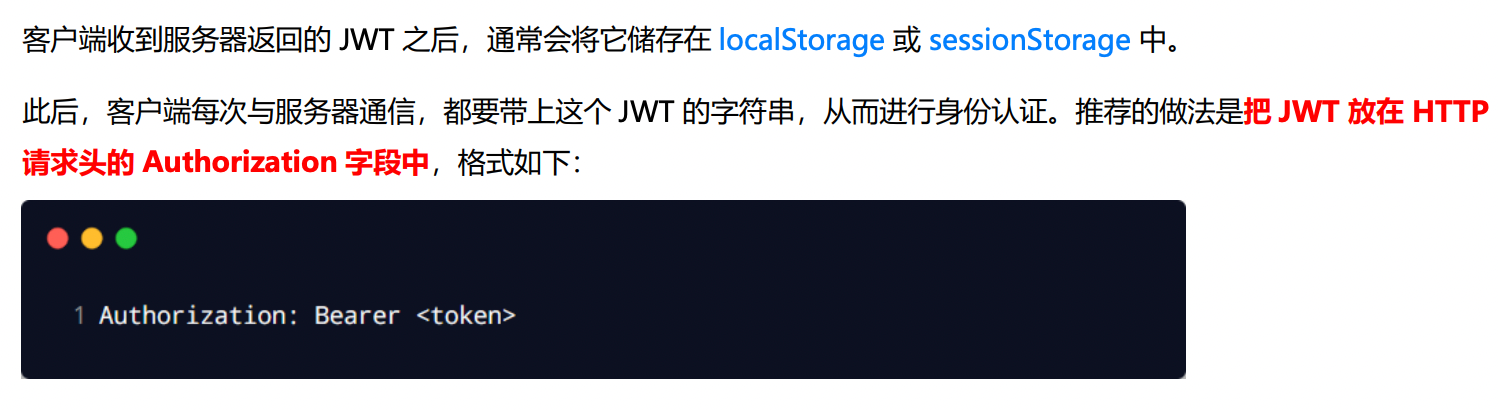 客户端收到服务器返回的 JWT 之后，通常会将它储存在 localStorage 或 sessionStorage 中。
此后，客户端每次与服务器通信，都要带上这个 JWT 的字符串，从而进行身份认证。推荐的做法是把 JWT 放在 HTTP
请求头的 Authorization 字段中，格式如下：
1 Authorization: Bearer <token>